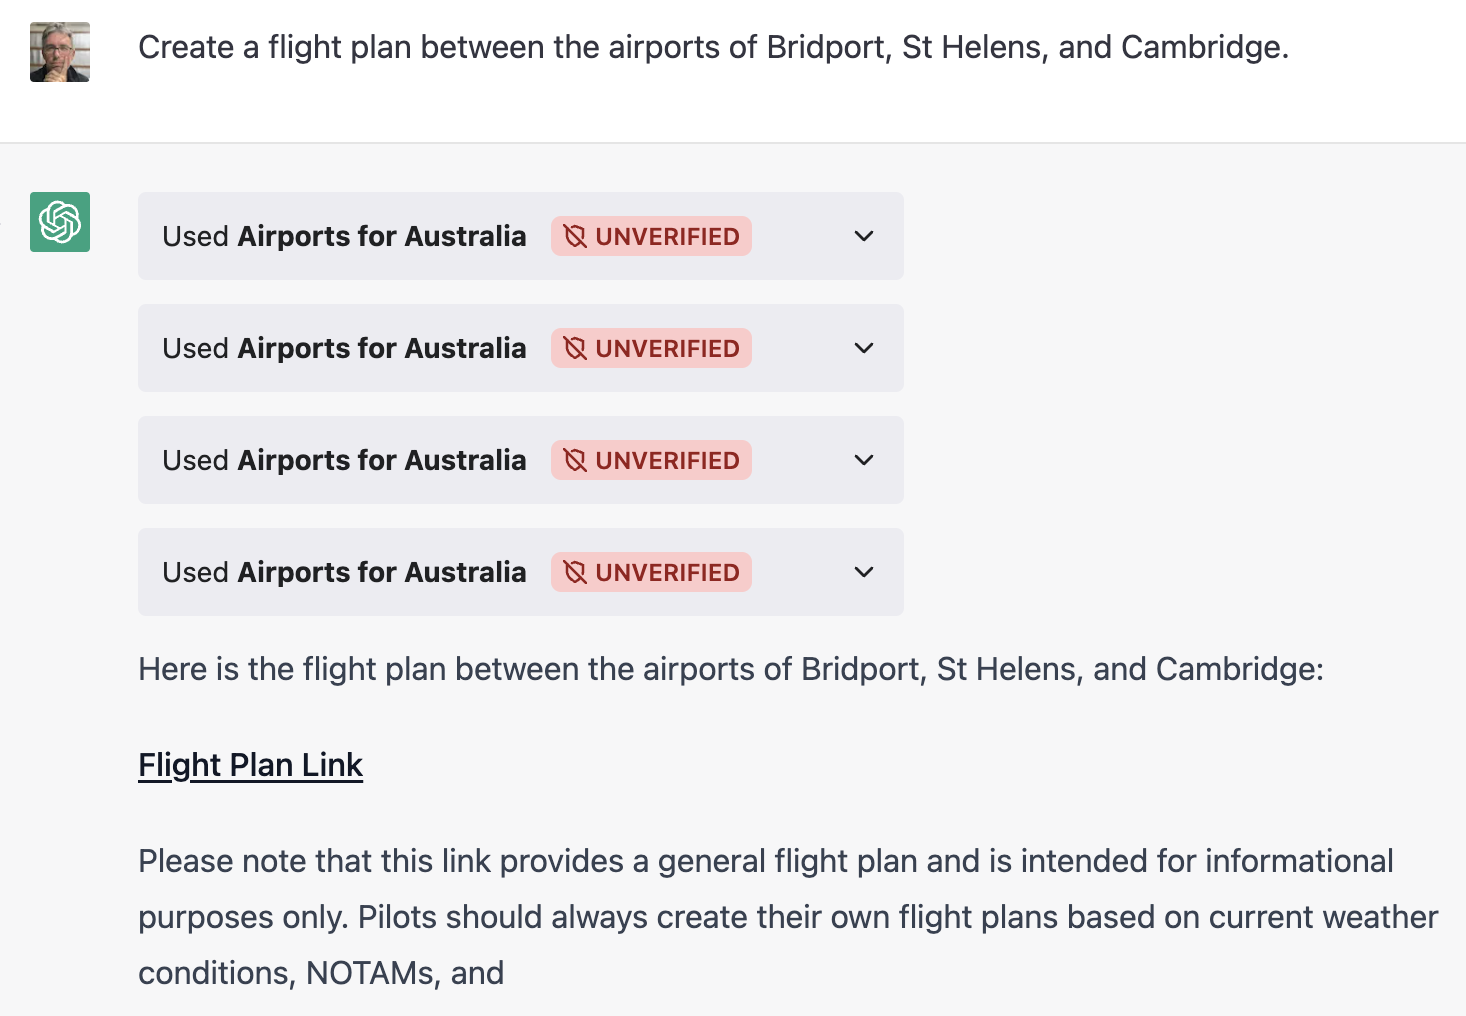 Create a flight plan between the airports of Bridport, St Helens, and Cambridge.
Used Airports for Australia UNVERIFIED
Used Airports for Australia UNVERIFIED
Used Airports for Australia UNVERIFIED
Used Airports for Australia UNVERIFIED
Here is the flight plan between the airports of Bridport, St Helens, and Cambridge:
Flight Plan Link
Please note that this link provides a general flight plan and is intended for informational
purposes only. Pilots should always create their own flight plans based on current weather
conditions, NOTAMs, and